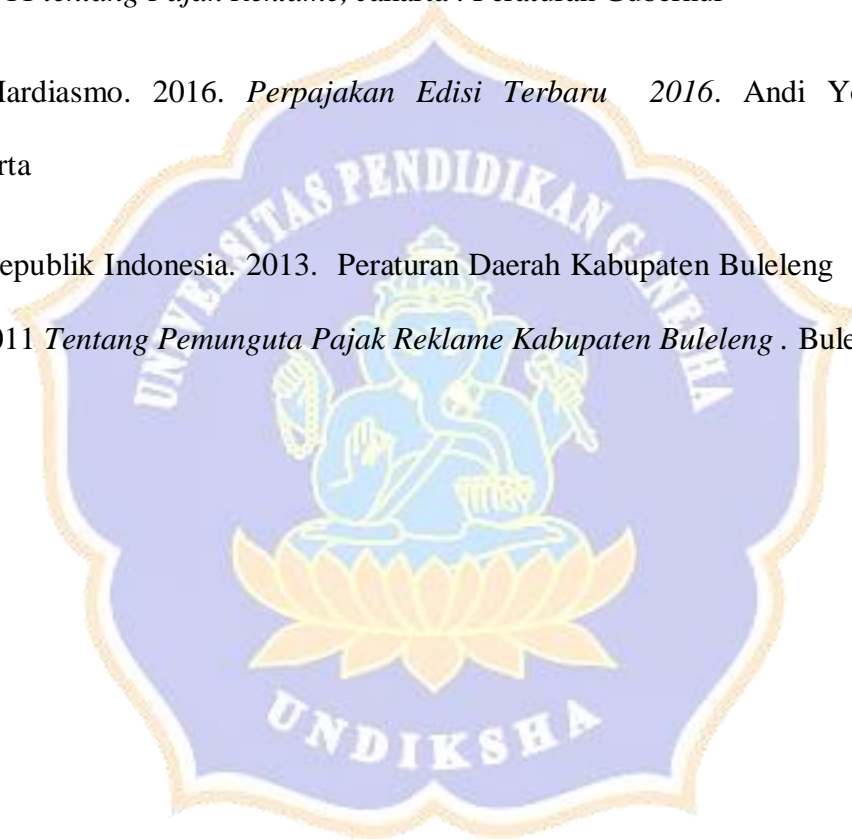 11 tentang Pajak Reklame, Jakarta : Peraturan Gubernur
Mardiasmo. 2016. Perpajakan Edisi Terbaru 2016. Andi Yo
rta
epublik Indonesia. 2013. Peraturan Daerah Kabupaten Buleleng
011 Tentang Pemunguta Pajak Reklame Kabupaten Buleleng . Bule
UNIVERSITAS PENDIDIKAN GANESHA
UNDIKSHA